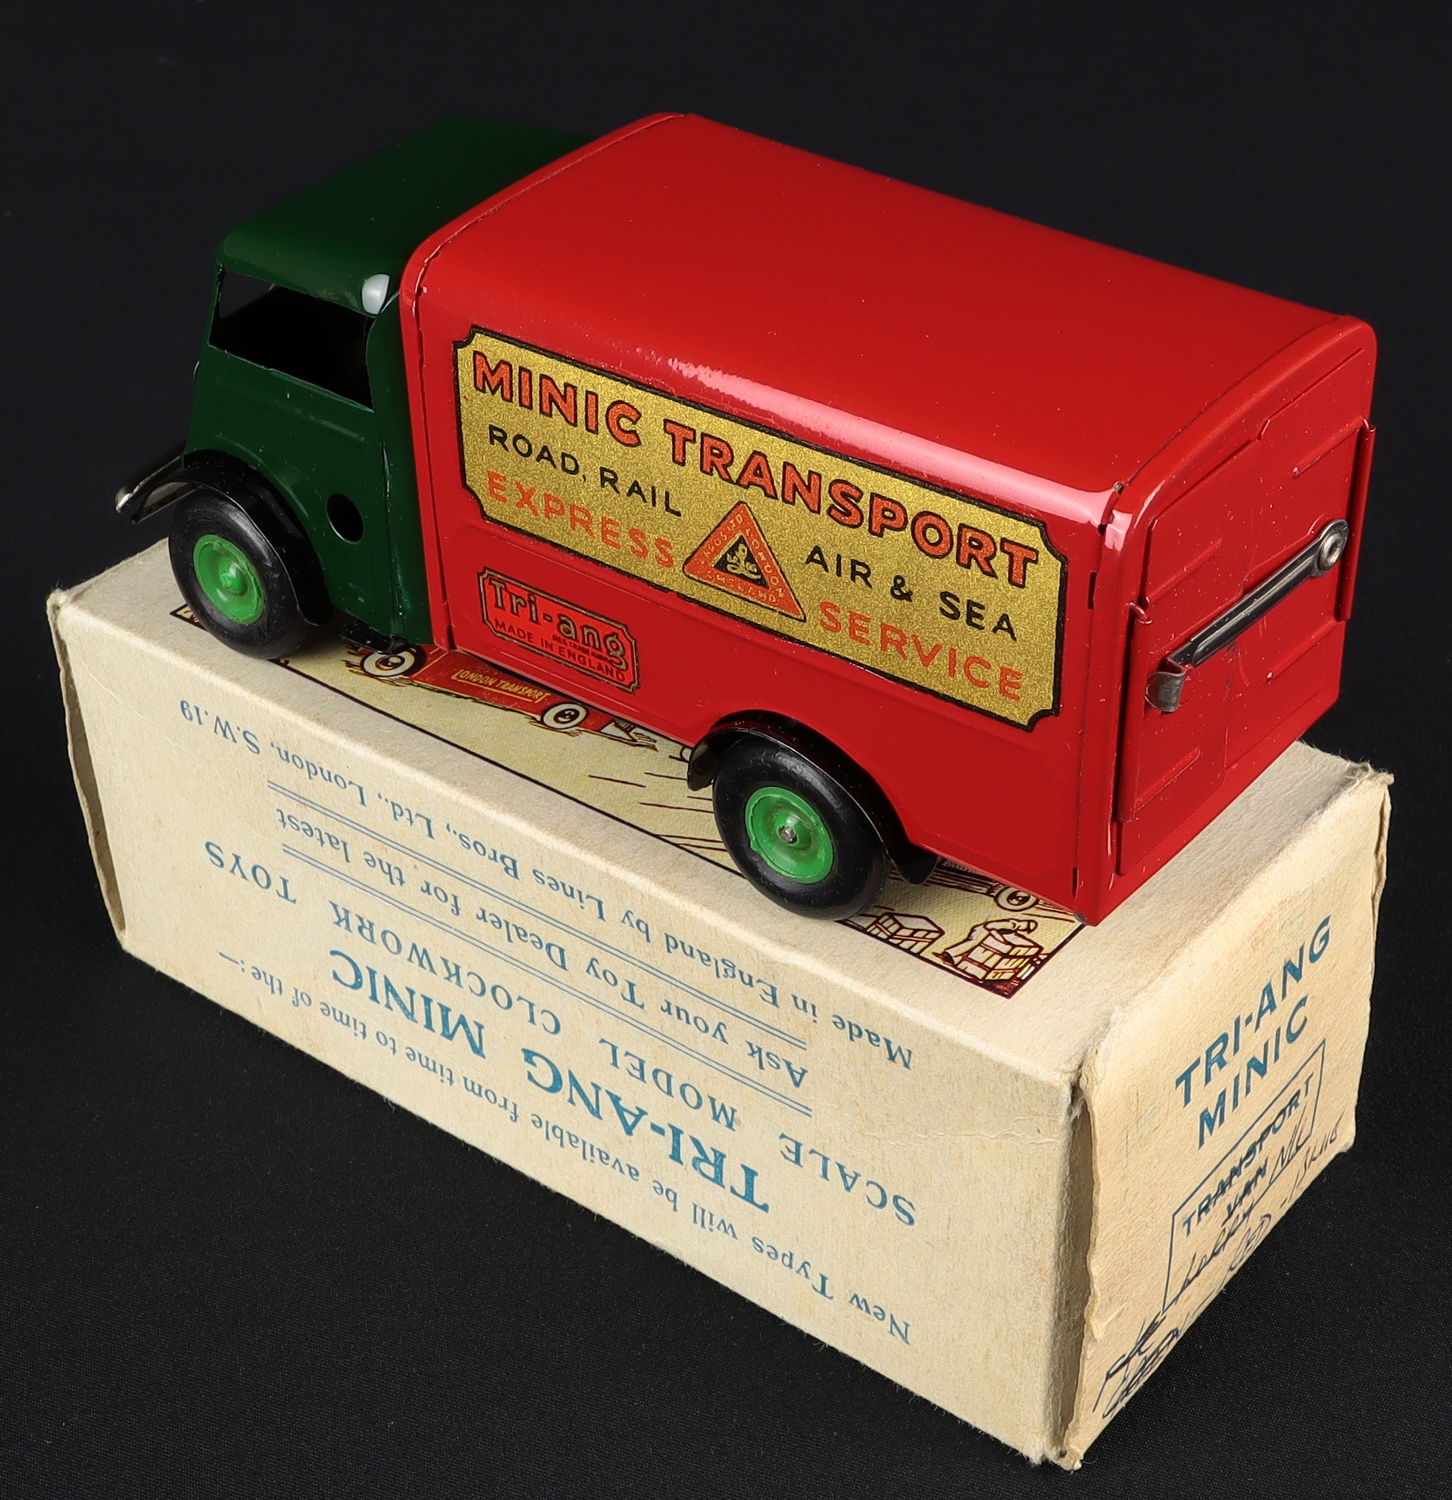 MINIC TRANSPORT
ROAD, RAIL AIR & SEA
EXPRESS SERVICE
Tri-ang
MADE IN ENGLAND
LONDON TRANSPORT
New Types will be available from time to time of the:—
TRI-ANG MINIC
SCALE MODEL CLOCKWORK TOYS
Ask your Toy Dealer for the latest
Made in England by Lines Bros., Ltd., London, S.W.19
TRI-ANG
MINIC
TRANSPORT
VAN